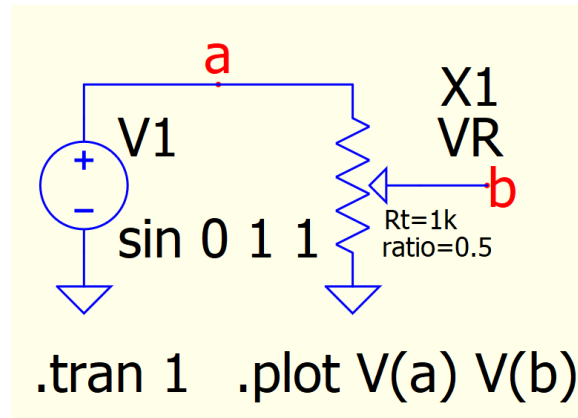 a
V1
X1
VR
b
Rt=1k
ratio=0.5
sin 0 1 1
.tran 1 .plot V(a) V(b)